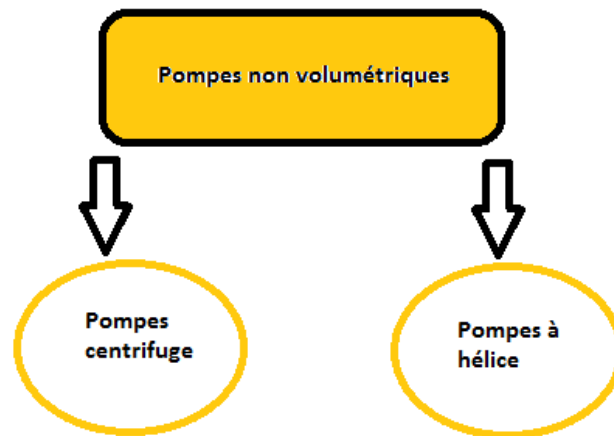 Pompes non volumétriques
Pompes
centrifuge
Pompes à
hélice